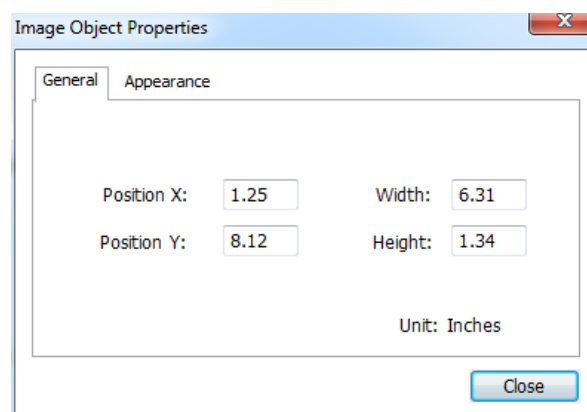 Image Object Properties
General Appearance
Position X: 1.25 Width: 6.31
Position Y: 8.12 Height: 1.34
Unit: Inches
Close